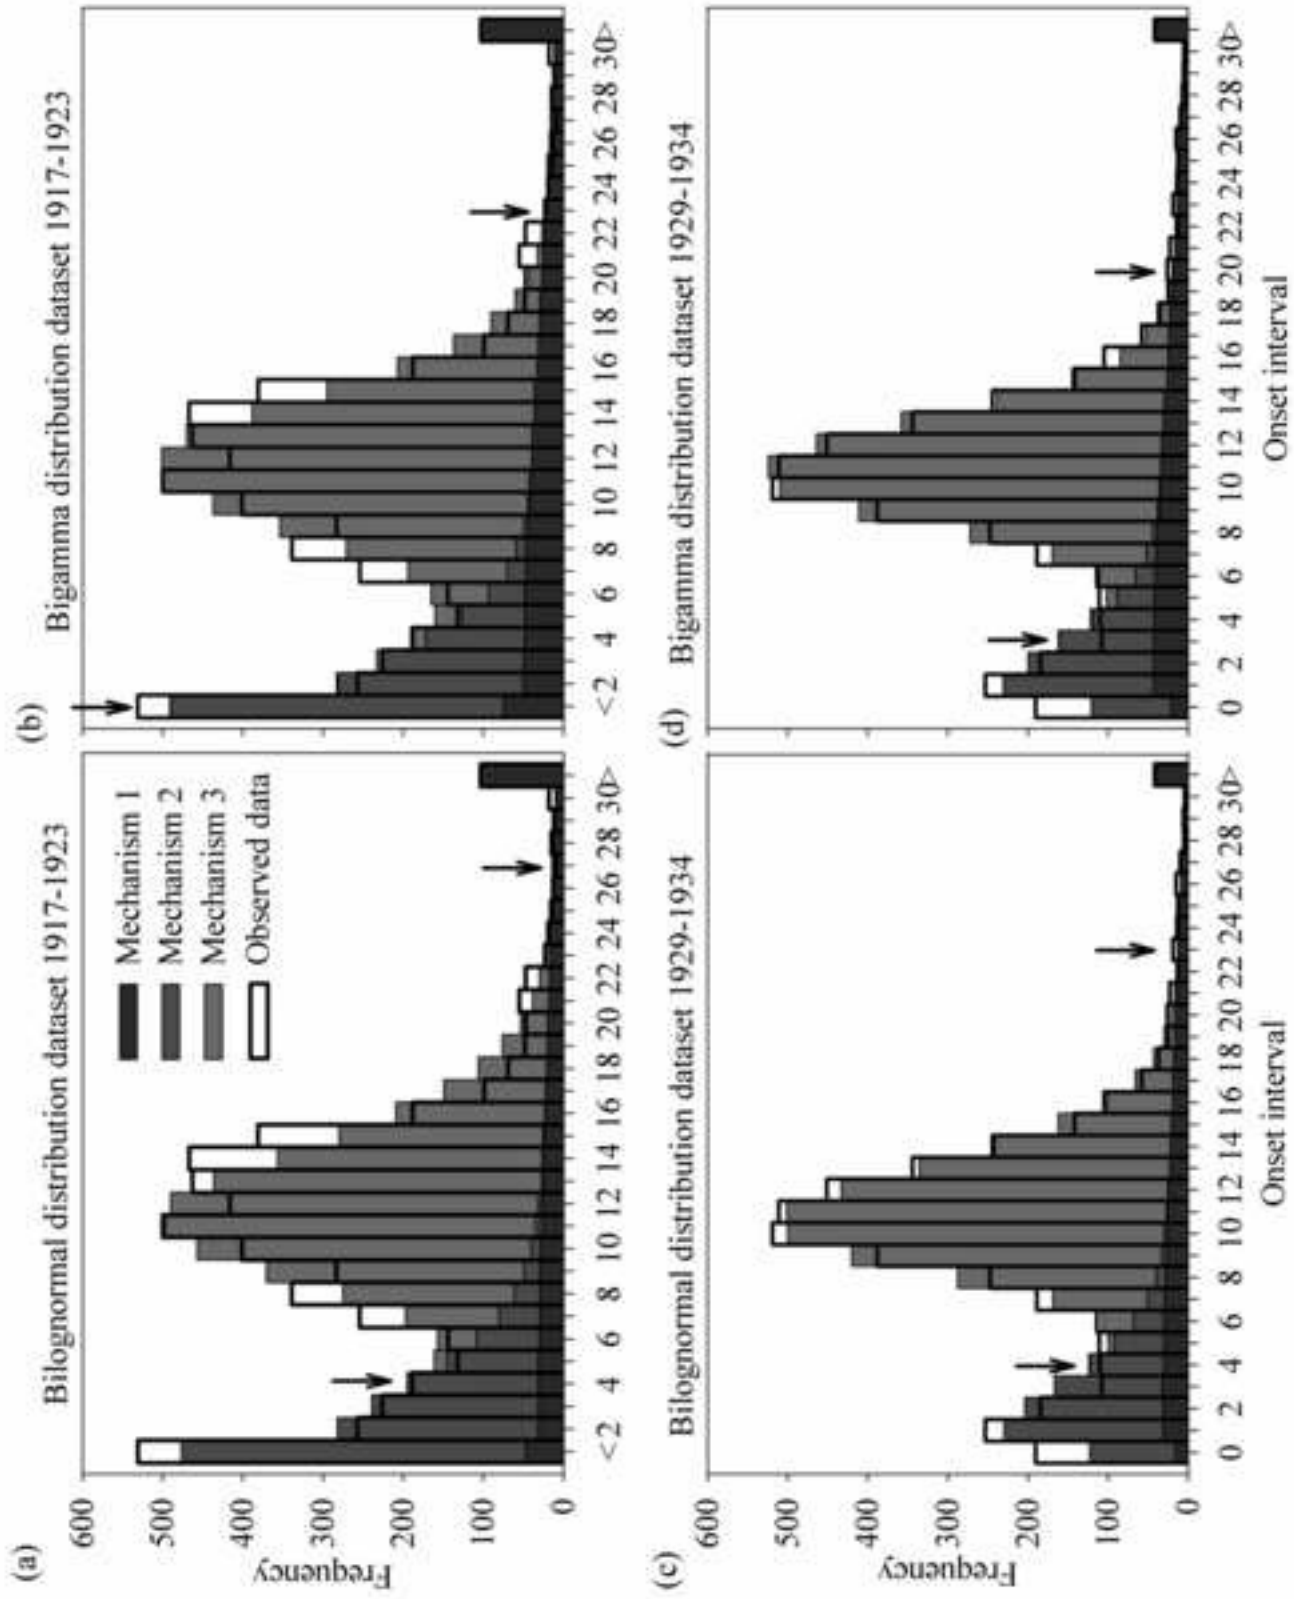 (a)
Bilognormal distribution dataset 1917-1923
Frequency
600
500
400
300
200
100
0
<2 4 6 8 10 12 14 16 18 20 22 24 26 28 30>
Mechanism 1
Mechanism 2
Mechanism 3
Observed data
(b)
Bigamma distribution dataset 1917-1923
<2 4 6 8 10 12 14 16 18 20 22 24 26 28 30>
(c)
Bilognormal distribution dataset 1929-1934
Frequency
600
500
400
300
200
100
0
0 2 4 6 8 10 12 14 16 18 20 22 24 26 28 30>
Onset interval
(d)
Bigamma distribution dataset 1929-1934
0 2 4 6 8 10 12 14 16 18 20 22 24 26 28 30>
Onset interval